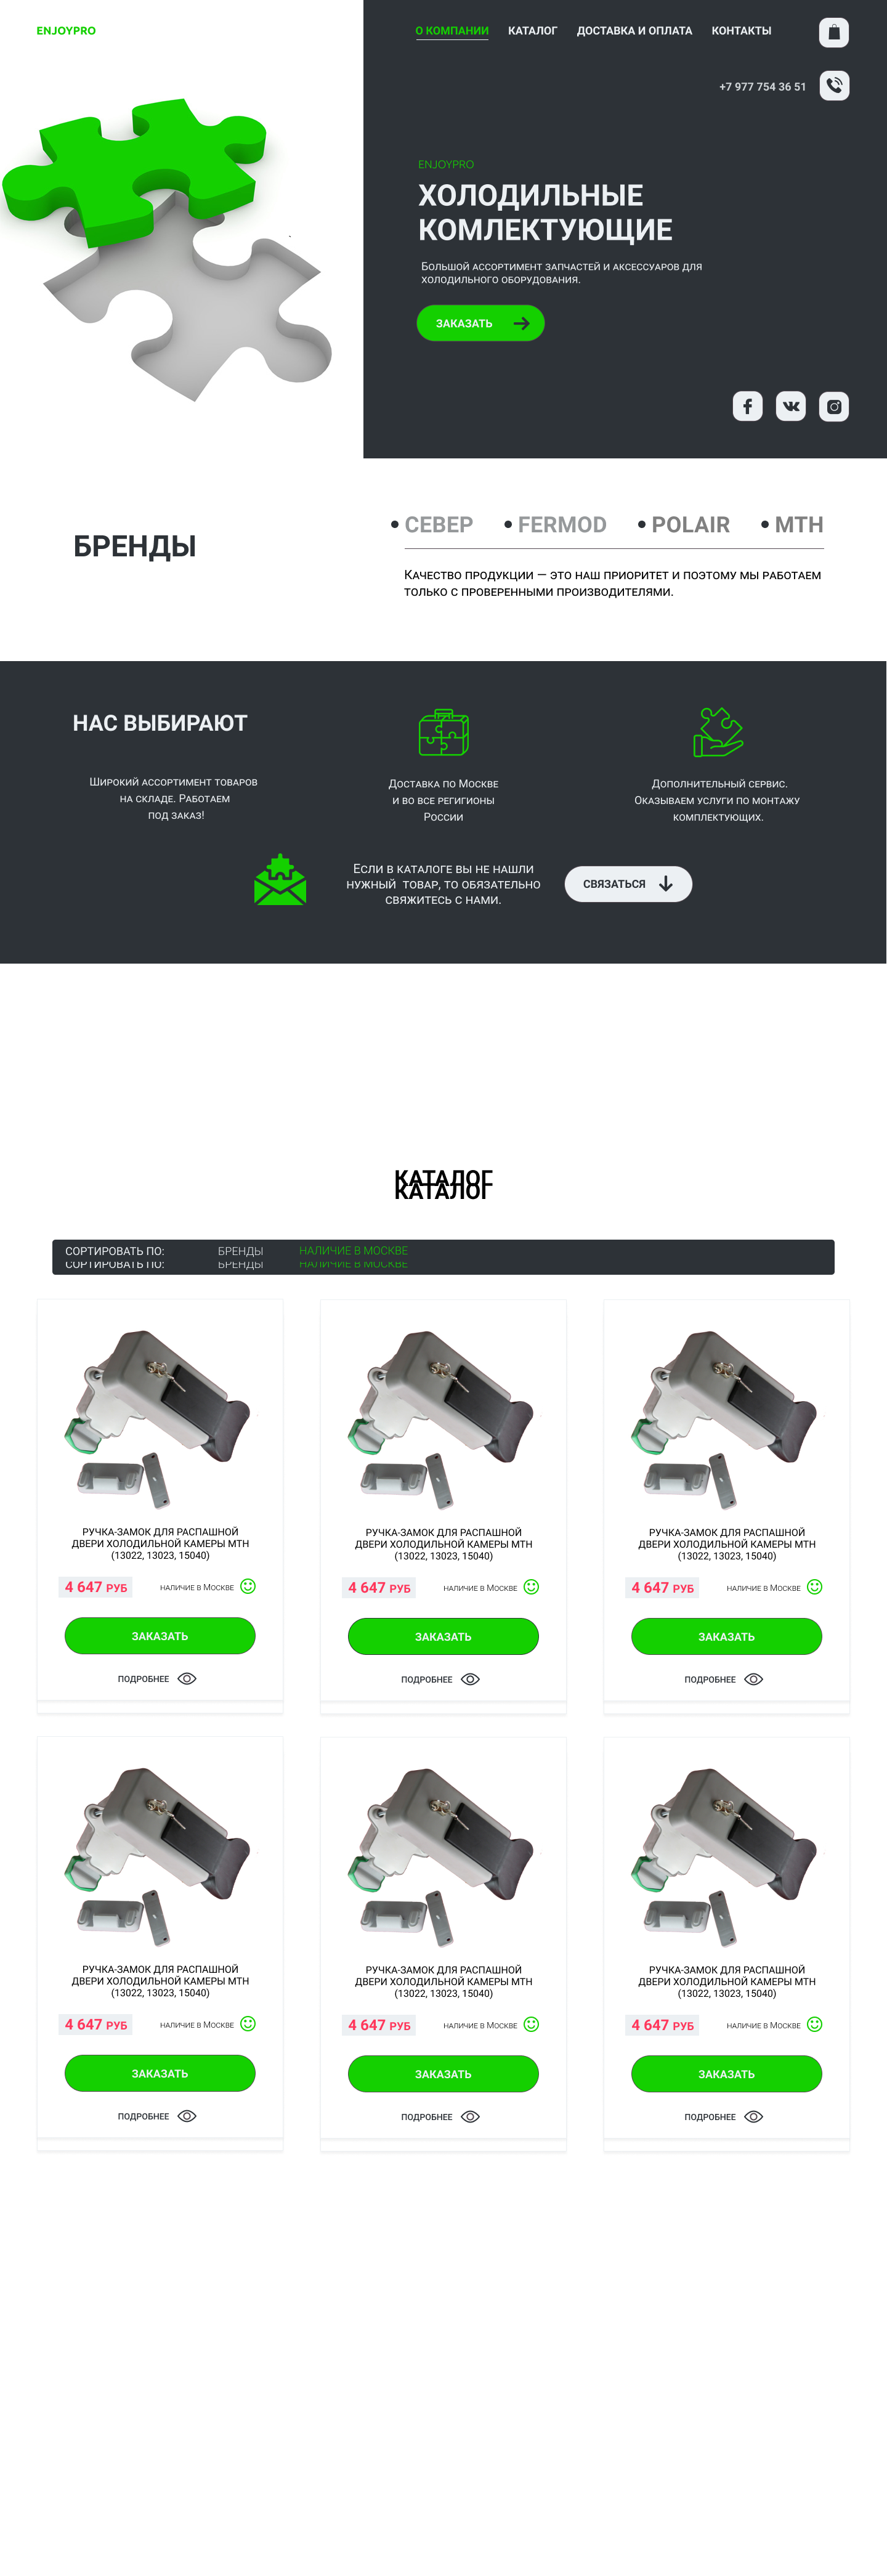 ENJOYPRO
О КОМПАНИИ КАТАЛОГ ДОСТАВКА И ОПЛАТА КОНТАКТЫ
+7 977 754 36 51
ENJOYPRO
ХОЛОДИЛЬНЫЕ
КОМЛЕКТУЮЩИЕ
Большой ассортимент запчастей и аксессуаров для
холодильного оборудования.
ЗАКАЗАТЬ
БРЕНДЫ
• СЕВЕР • FERMOD • POLAIR • МТН
Качество продукции — это наш приоритет и поэтому мы работаем
только с проверенными производителями.
НАС ВЫБИРАЮТ
Широкий ассортимент товаров
на складе. Работаем
под заказ!
Доставка по Москве
и во все регигионы
России
Дополнительный сервис.
Оказываем услуги по монтажу
комплектующих.
Если в каталоге вы не нашли
нужный товар, то обязательно
свяжитесь с нами.
СВЯЗАТЬСЯ
КАТАЛОГ
КАТАЛОГ
СОРТИРОВАТЬ ПО: БРЕНДЫ НАЛИЧИЕ В МОСКВЕ
СОРТИРОВАТЬ ПО: БРЕНДЫ НАЛИЧИЕ В МОСКВЕ
РУЧКА-ЗАМОК ДЛЯ РАСПАШНОЙ
ДВЕРИ ХОЛОДИЛЬНОЙ КАМЕРЫ МТН
(13022, 13023, 15040)
4 647 РУБ наличие в Москве
ЗАКАЗАТЬ
ПОДРОБНЕЕ
РУЧКА-ЗАМОК ДЛЯ РАСПАШНОЙ
ДВЕРИ ХОЛОДИЛЬНОЙ КАМЕРЫ МТН
(13022, 13023, 15040)
4 647 РУБ наличие в Москве
ЗАКАЗАТЬ
ПОДРОБНЕЕ
РУЧКА-ЗАМОК ДЛЯ РАСПАШНОЙ
ДВЕРИ ХОЛОДИЛЬНОЙ КАМЕРЫ МТН
(13022, 13023, 15040)
4 647 РУБ наличие в Москве
ЗАКАЗАТЬ
ПОДРОБНЕЕ
РУЧКА-ЗАМОК ДЛЯ РАСПАШНОЙ
ДВЕРИ ХОЛОДИЛЬНОЙ КАМЕРЫ МТН
(13022, 13023, 15040)
4 647 РУБ наличие в Москве
ЗАКАЗАТЬ
ПОДРОБНЕЕ
РУЧКА-ЗАМОК ДЛЯ РАСПАШНОЙ
ДВЕРИ ХОЛОДИЛЬНОЙ КАМЕРЫ МТН
(13022, 13023, 15040)
4 647 РУБ наличие в Москве
ЗАКАЗАТЬ
ПОДРОБНЕЕ
РУЧКА-ЗАМОК ДЛЯ РАСПАШНОЙ
ДВЕРИ ХОЛОДИЛЬНОЙ КАМЕРЫ МТН
(13022, 13023, 15040)
4 647 РУБ наличие в Москве
ЗАКАЗАТЬ
ПОДРОБНЕЕ